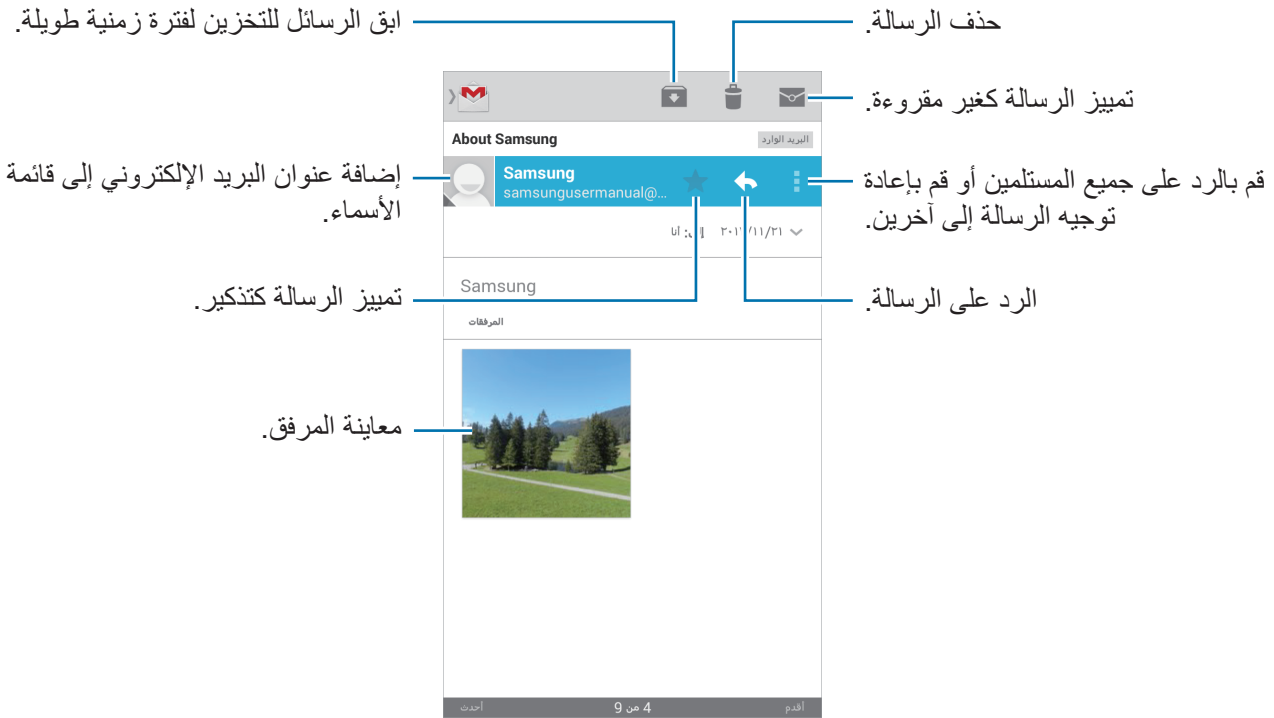 حذف الرسالة.
ابق الرسائل للتخزين لفترة زمنية طويلة.
تمييز الرسالة كغير مقروءة.
About Samsung
البريد الوارد
قم بالرد على جميع المستلمين أو قم بإعادة
توجيه الرسالة إلى آخرين.
Samsung
samsungusermanual@...
إضافة عنوان البريد الإلكتروني إلى قائمة
الأسماء.
أنا
الرد على الرسالة.
Samsung
تمييز الرسالة كتذكير.
المرفقات
معاينة المرفق.
أقدم
4 من 9
أحدث